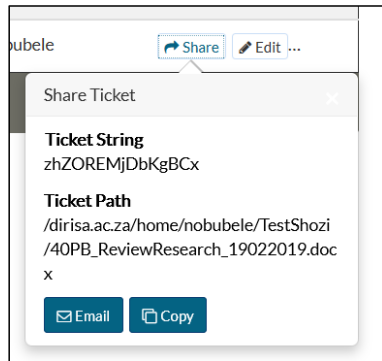 ubele
Share
Edit ...
Share Ticket
Ticket String
zhZOREMjDbKgBCx
Ticket Path
/dirisa.ac.za/home/nobubele/TestShozi
/40PB_ReviewResearch_19022019.doc
x
Email
Copy